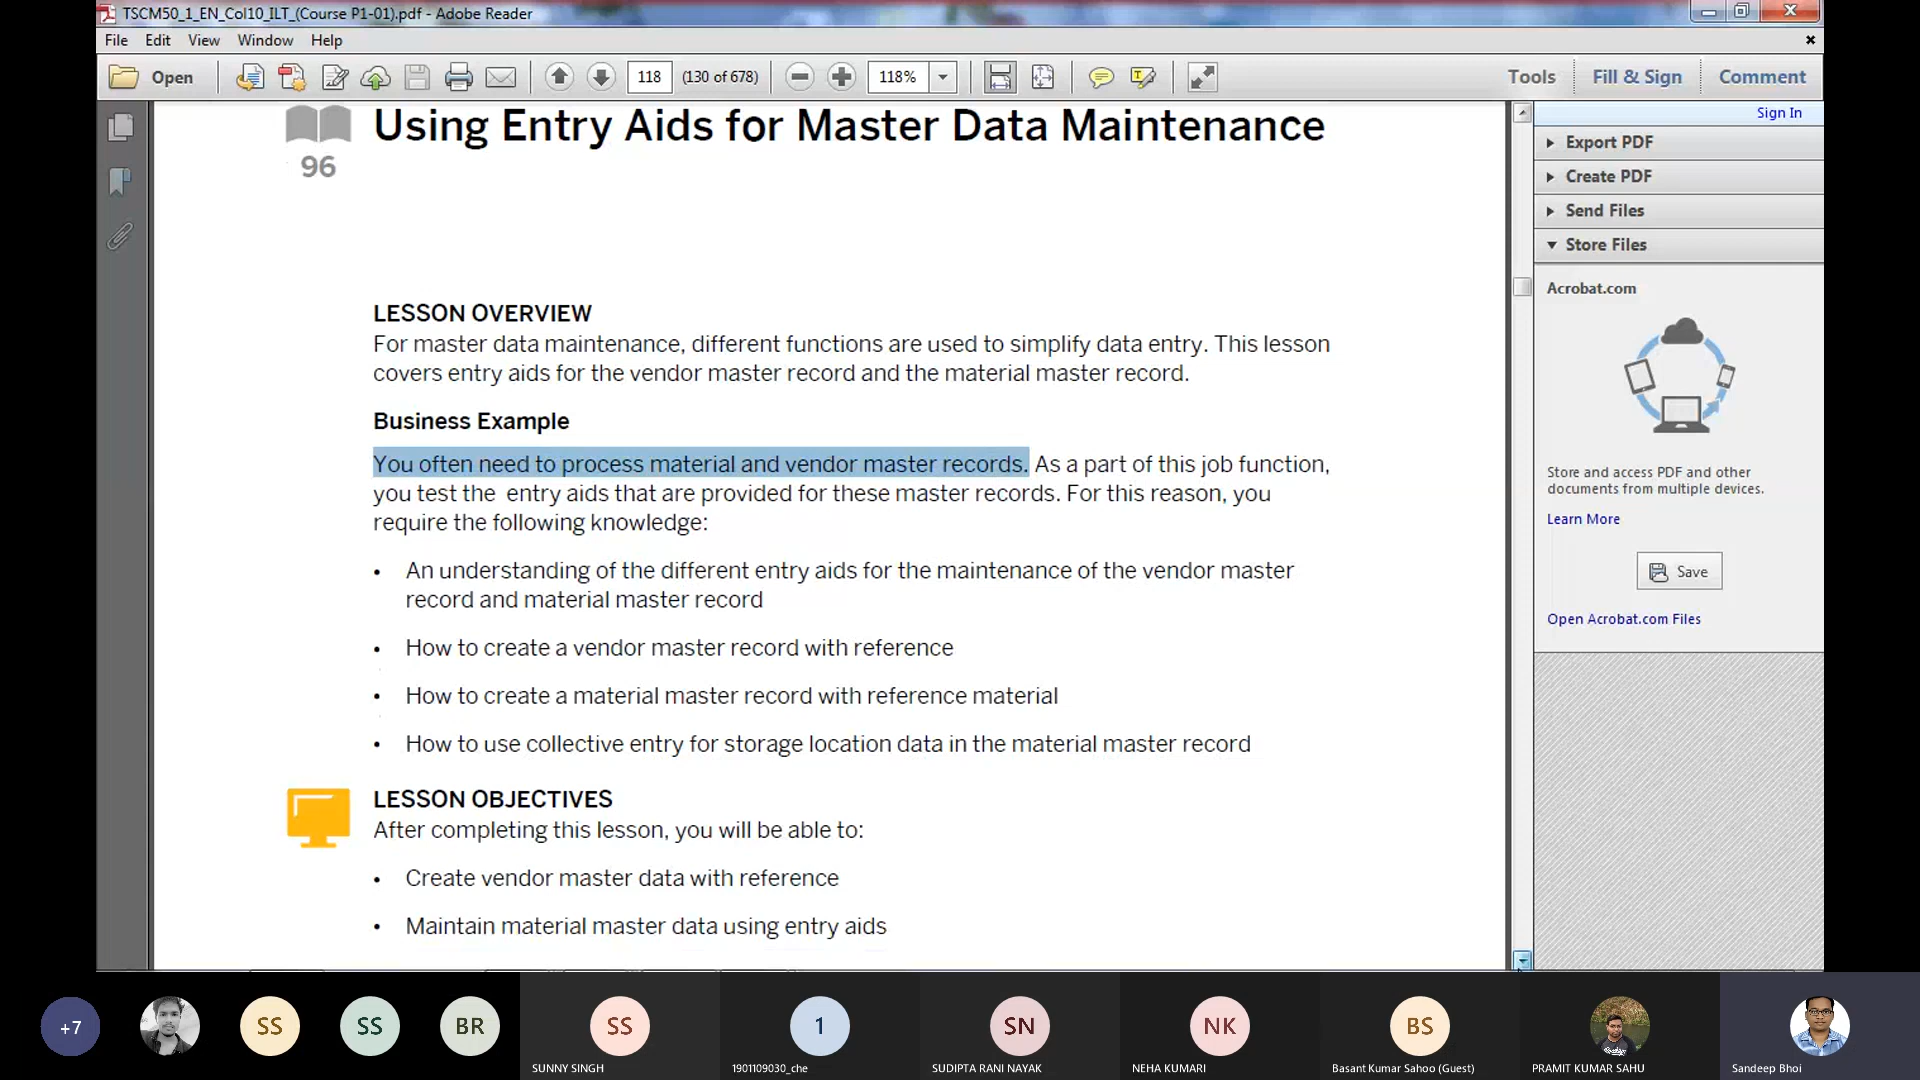 TSCM50_1_EN_Col10_ILT_(Course P1-01).pdf - Adobe Reader
File Edit View Window Help
Open 118 (130 of 678) 118% Tools Fill & Sign Comment
Sign In
Export PDF
Create PDF
Send Files
Store Files
Acrobat.com
Store and access PDF and other
documents from multiple devices.
Learn More
Save
Open Acrobat.com Files
96
Using Entry Aids for Master Data Maintenance
LESSON OVERVIEW
For master data maintenance, different functions are used to simplify data entry. This lesson
covers entry aids for the vendor master record and the material master record.
Business Example
You often need to process material and vendor master records. As a part of this job function,
you test the entry aids that are provided for these master records. For this reason, you
require the following knowledge:
• An understanding of the different entry aids for the maintenance of the vendor master
record and material master record
• How to create a vendor master record with reference
• How to create a material master record with reference material
• How to use collective entry for storage location data in the material master record
LESSON OBJECTIVES
After completing this lesson, you will be able to:
• Create vendor master data with reference
• Maintain material master data using entry aids
+7 SS SS BR SS 1 SN NK BS
SUNNY SINGH 1901109030_che SUDIPTA RANI NAYAK NEHA KUMARI Basant Kumar Sahoo (Guest) PRAMIT KUMAR SAHU Sandeep Bhoi